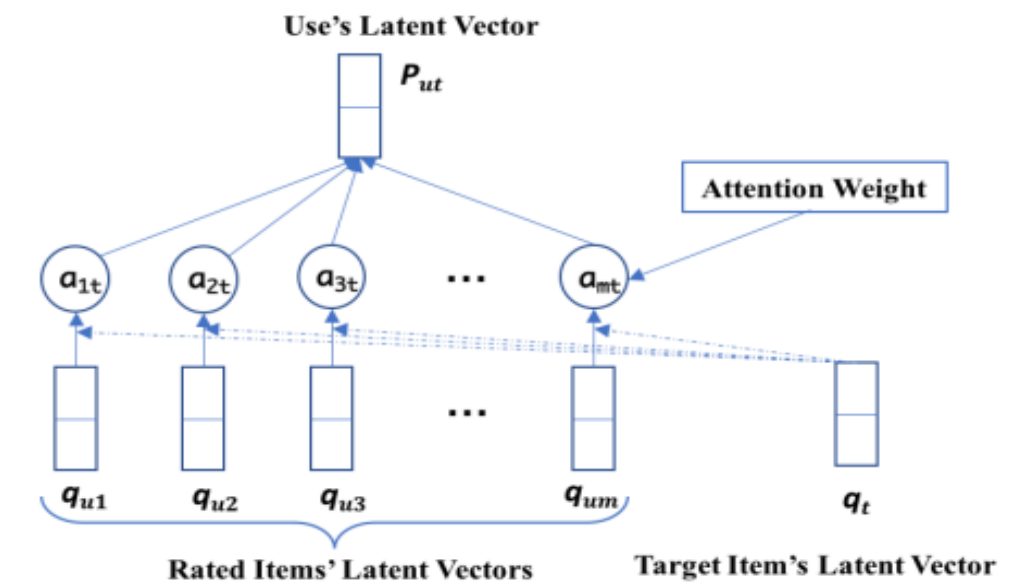 Use's Latent Vector
P_ut
Attention Weight
a_1t a_2t a_3t ... a_mt
...
q_u1 q_u2 q_u3 q_um q_t
Rated Items' Latent Vectors
Target Item's Latent Vector